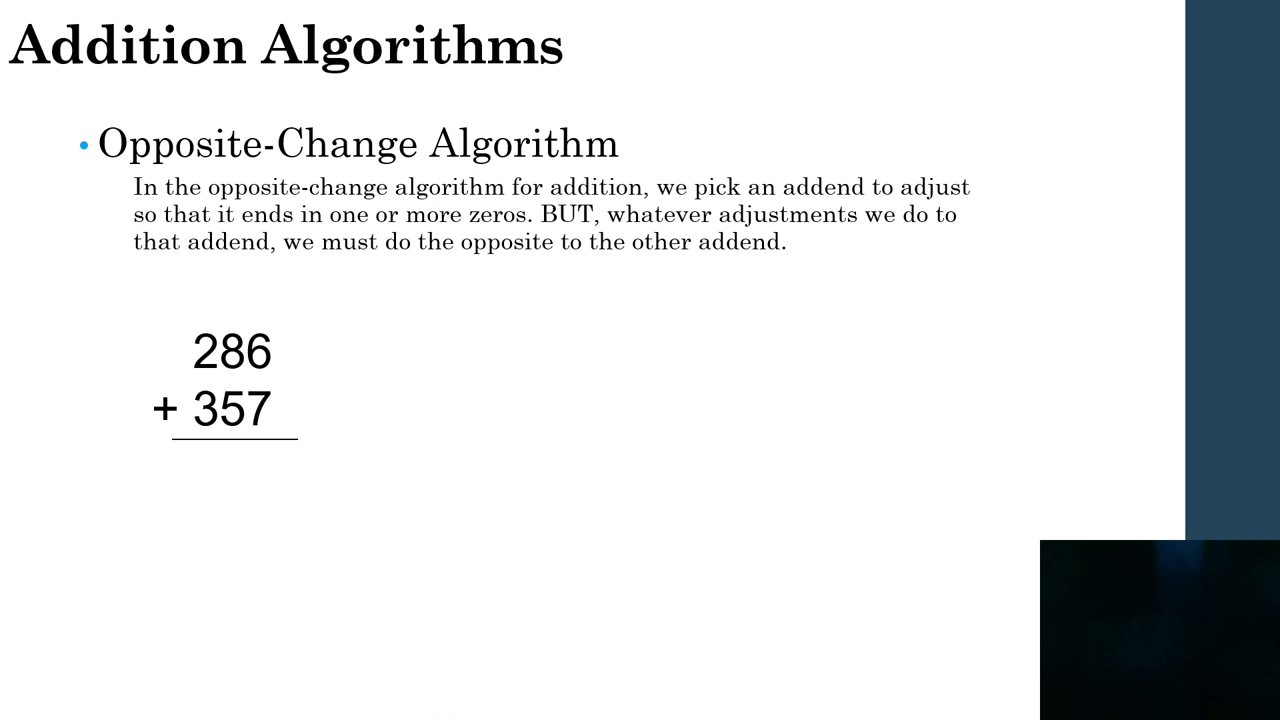 Addition Algorithms
• Opposite-Change Algorithm
In the opposite-change algorithm for addition, we pick an addend to adjust
so that it ends in one or more zeros. BUT, whatever adjustments we do to
that addend, we must do the opposite to the other addend.
286
+ 357